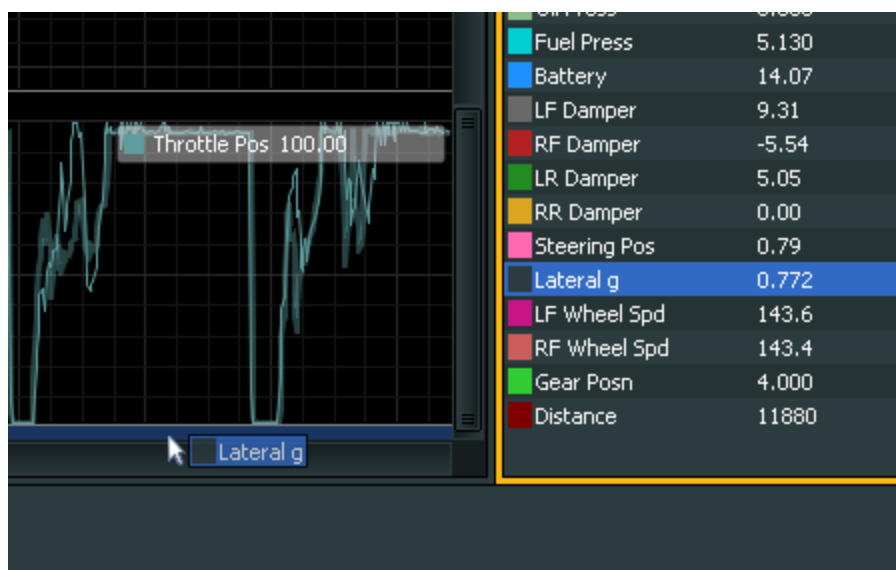 Throttle Pos 100.00
Lateral g
Fuel Press 5.130
Battery 14.07
LF Damper 9.31
RF Damper -5.54
LR Damper 5.05
RR Damper 0.00
Steering Pos 0.79
Lateral g 0.772
LF Wheel Spd 143.6
RF Wheel Spd 143.4
Gear Posn 4.000
Distance 11880